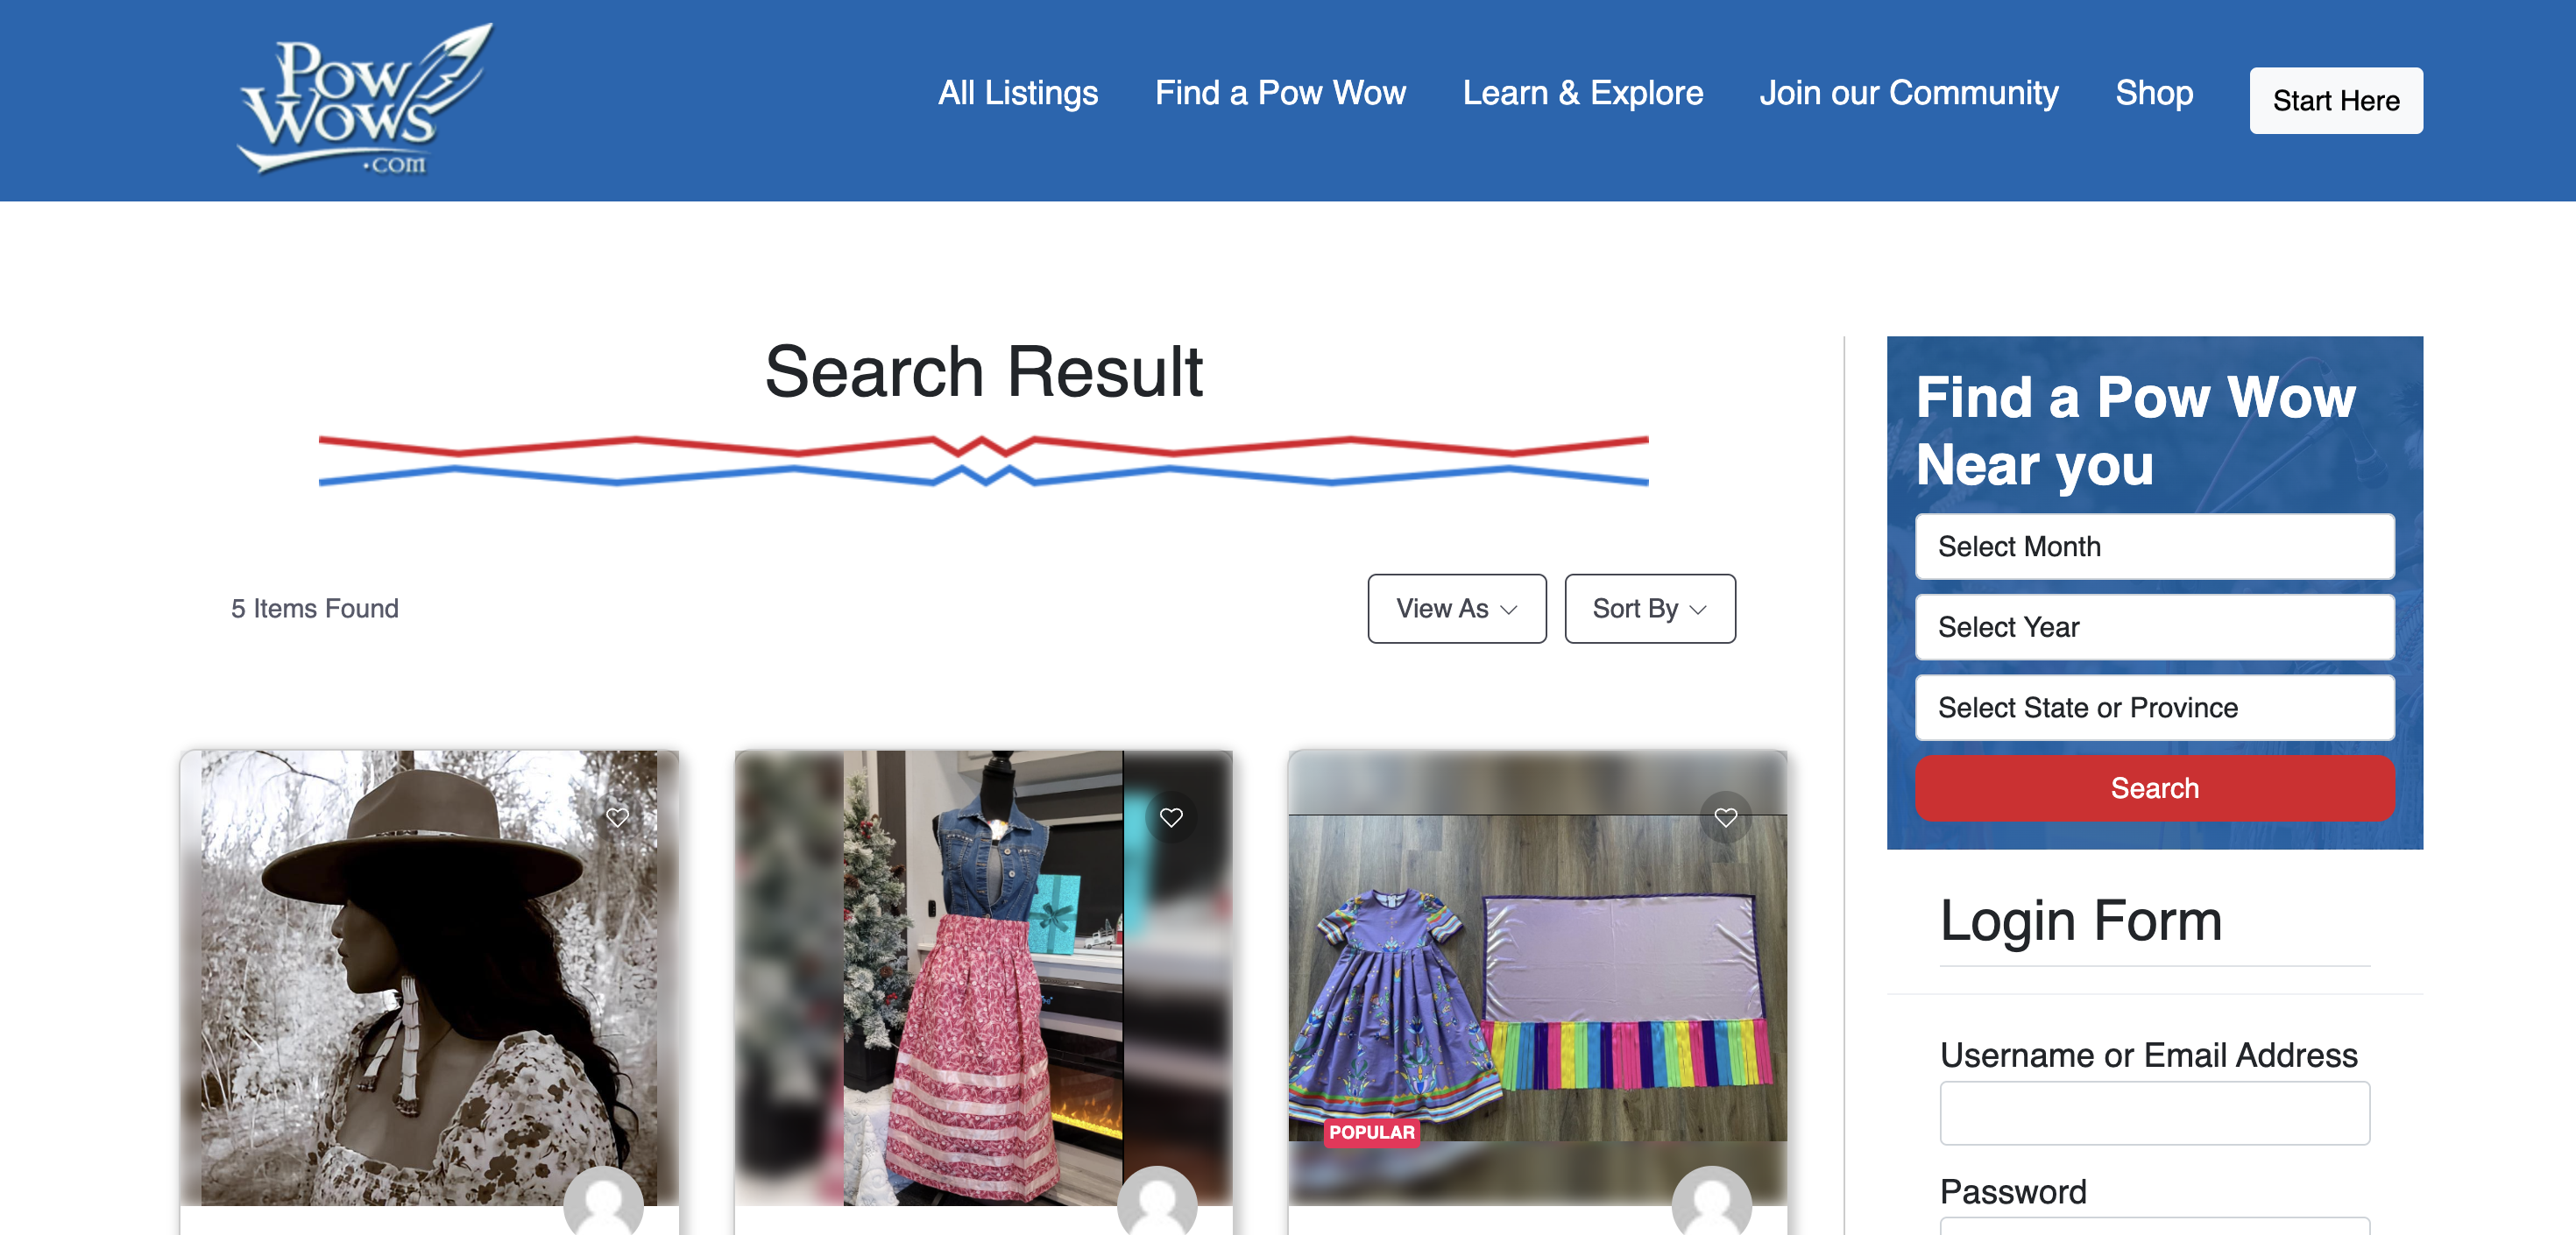 Pow
Wows
.com
All Listings
Find a Pow Wow
Learn & Explore
Join our Community
Shop
Start Here
Search Result
5 Items Found
View As
Sort By
POPULAR
Find a Pow Wow
Near you
Select Month
Select Year
Select State or Province
Search
Login Form
Username or Email Address
Password